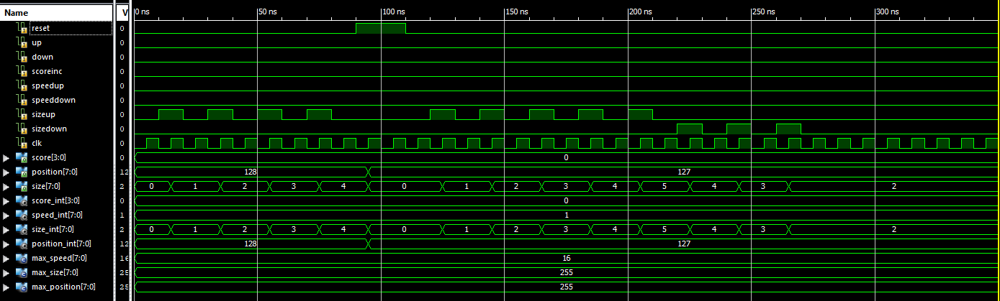 Name V 0 ns 50 ns 100 ns 150 ns 200 ns 250 ns 300 ns
reset 0
up 0
down 0
scoreinc 0
speedup 0
speeddown 0
sizeup 0
sizedown 0
clk 0
score[3:0] 0 0
position[7:0] 12 128 127
size[7:0] 2 0 1 2 3 4 0 1 2 3 4 5 4 3 2
score_int[3:0] 0 0
speed_int[7:0] 1 1
size_int[7:0] 2 0 1 2 3 4 0 1 2 3 4 5 4 3 2
position_int[7:0] 12 128 127
max_speed[7:0] 16 16
max_size[7:0] 25 255
max_position[7:0] 25 255